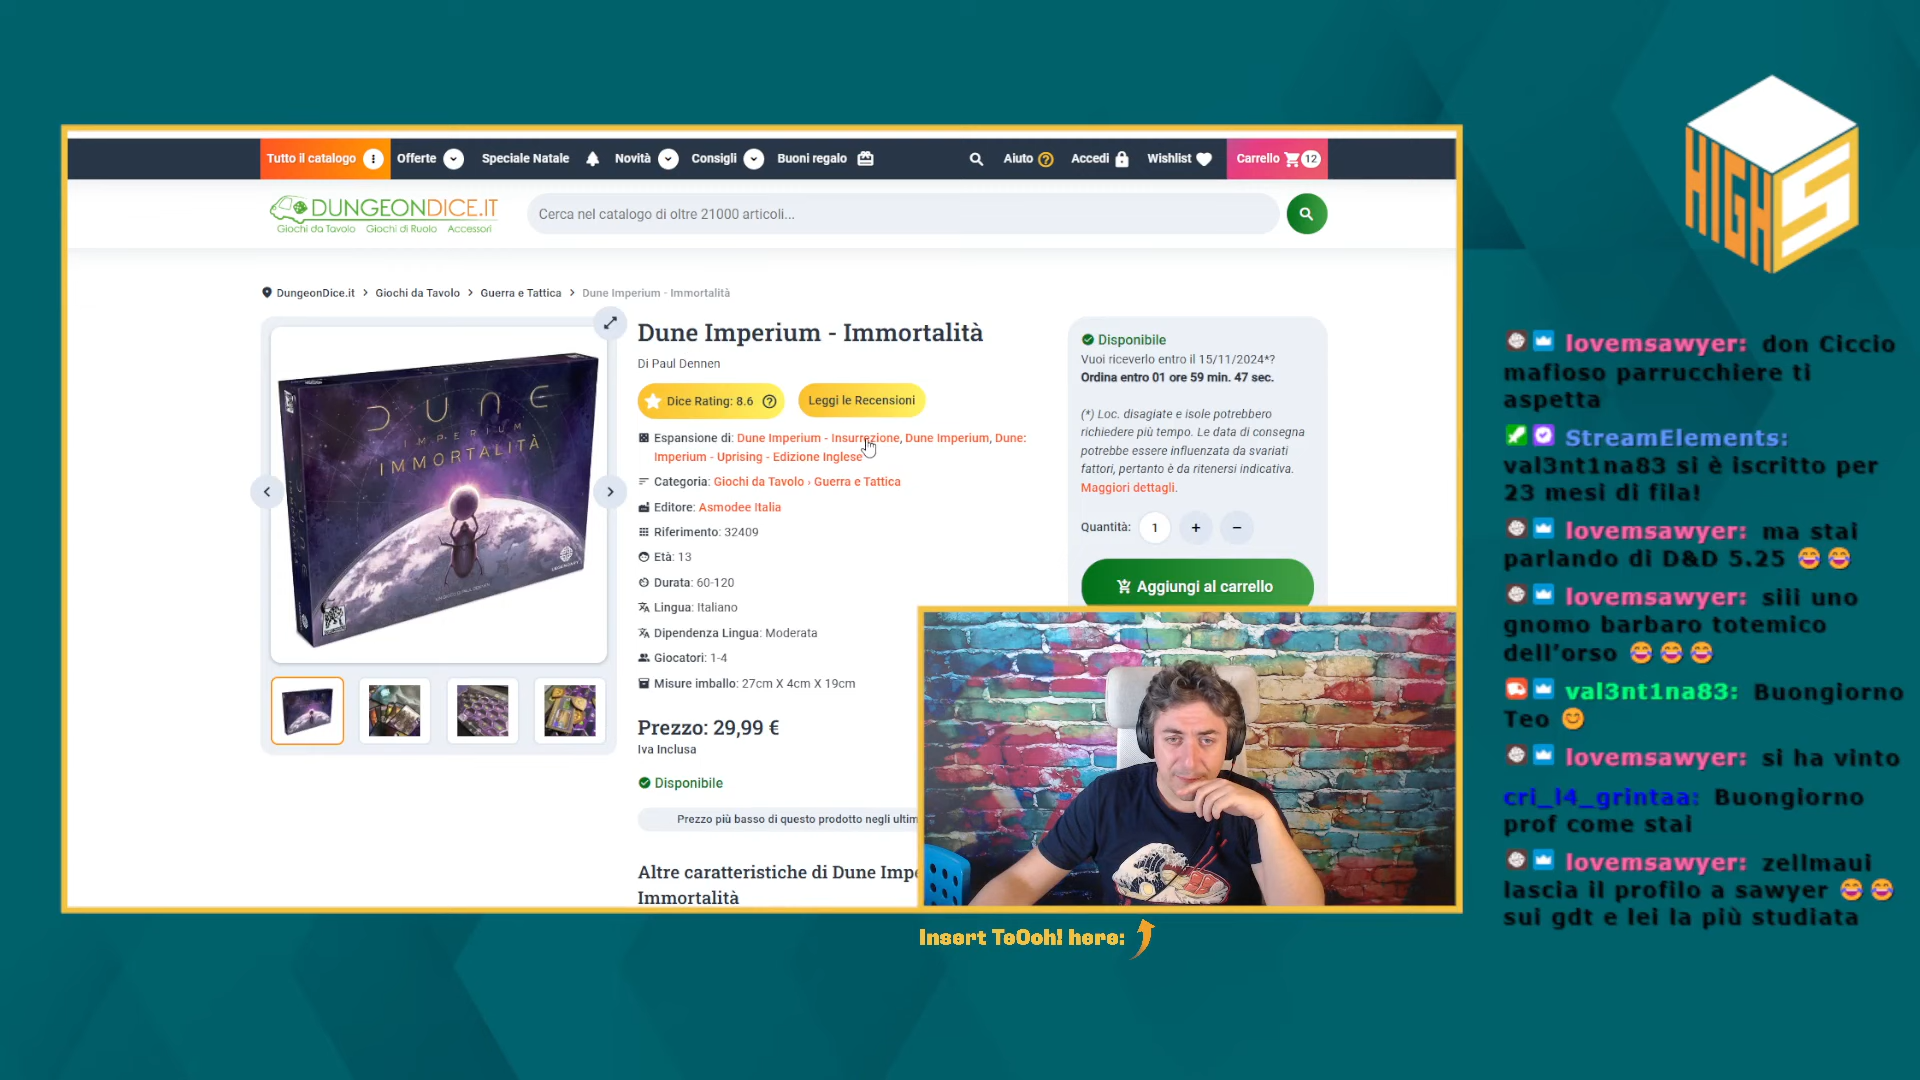 Tutto il catalogo
Offerte
Speciale Natale
Novità
Consigli
Buoni regalo
Aiuto
Accedi
Wishlist
Carrello 12
DUNGEONDICE.IT
Giochi da Tavolo Giochi di Ruolo Accessori
Cerca nel catalogo di oltre 21000 articoli...
DungeonDice.it > Giochi da Tavolo > Guerra e Tattica > Dune Imperium - Immortalità
DUNE
IMPERIUM
IMMORTALITÀ
Dune Imperium - Immortalità
Di Paul Dennen
Dice Rating: 8.6
Leggi le Recensioni
Espansione di: Dune Imperium - Insurrezione, Dune Imperium, Dune:
Imperium - Uprising - Edizione Inglese
Categoria: Giochi da Tavolo › Guerra e Tattica
Editore: Asmodee Italia
Riferimento: 32409
Età: 13
Durata: 60-120
Lingua: Italiano
Dipendenza Lingua: Moderata
Giocatori: 1-4
Misure imballo: 27cm X 4cm X 19cm
Prezzo: 29,99 €
Iva Inclusa
Disponibile
Prezzo più basso di questo prodotto negli ultim
Altre caratteristiche di Dune Impe
Immortalità
Disponibile
Vuoi riceverlo entro il 15/11/2024*?
Ordina entro 01 ore 59 min. 47 sec.
(*) Loc. disagiate e isole potrebbero
richiedere più tempo. Le data di consegna
potrebbe essere influenzata da svariati
fattori, pertanto è da ritenersi indicativa.
Maggiori dettagli.
Quantità: 1 + −
Aggiungi al carrello
Insert TeOoh! here:
HIGH5
lovemsawyer: don Ciccio
mafioso parrucchiere ti
aspetta
StreamElements:
val3nt1na83 si è iscritto per
23 mesi di fila!
lovemsawyer: ma stai
parlando di D&D 5.25 😂😂
lovemsawyer: siii uno
gnomo barbaro totemico
dell'orso 😂😂😂
val3nt1na83: Buongiorno
Teo 😊
lovemsawyer: si ha vinto
cri_l4_grintaa: Buongiorno
prof come stai
lovemsawyer: zellmaui
lascia il profilo a sawyer 😂😂
sui gdt e lei la più studiata